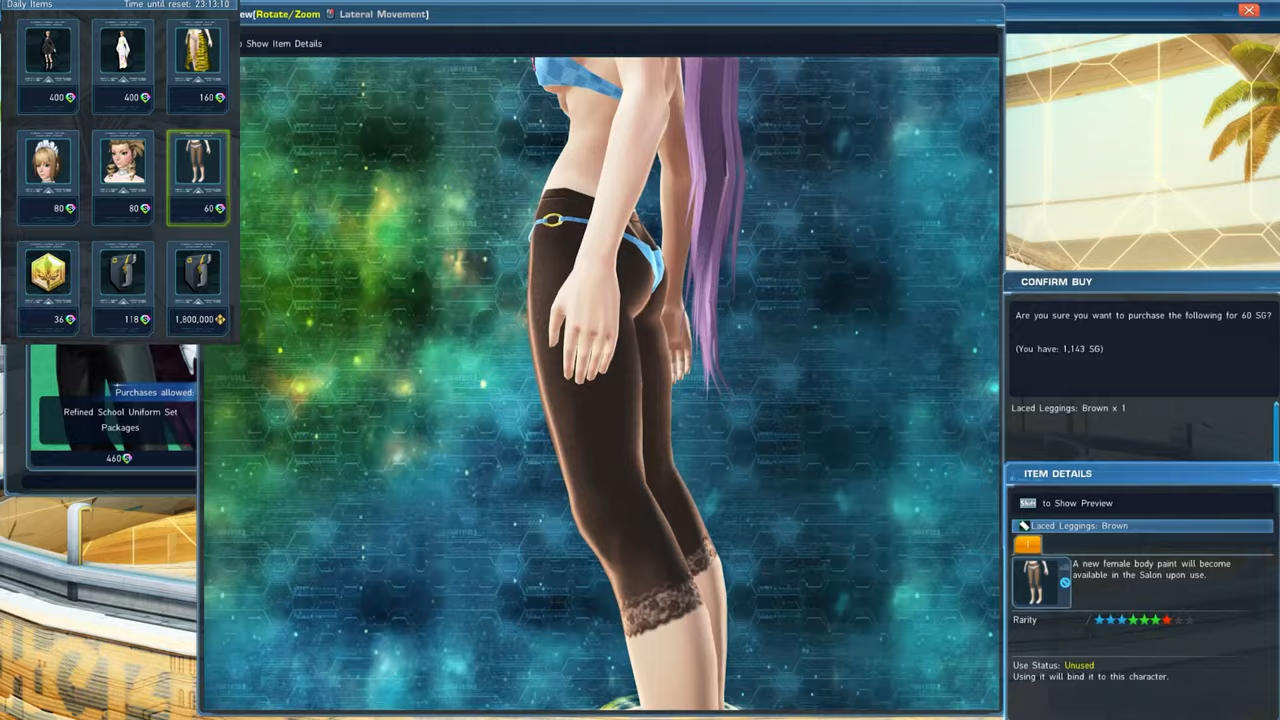 Daily Items
Time until reset: 23:13:10
400
400
160
80
80
60
36
118
1,800,000
Purchases allowed:
Refined School Uniform Set
Packages
460
ew[Rotate/Zoom Lateral Movement]
Show Item Details
CONFIRM BUY
Are you sure you want to purchase the following for 60 SG?
(You have: 1,143 SG)
Laced Leggings: Brown x 1
ITEM DETAILS
Shift to Show Preview
Laced Leggings: Brown
A new female body paint will become
available in the Salon upon use.
Rarity /
Use Status: Unused
Using it will bind it to this character.